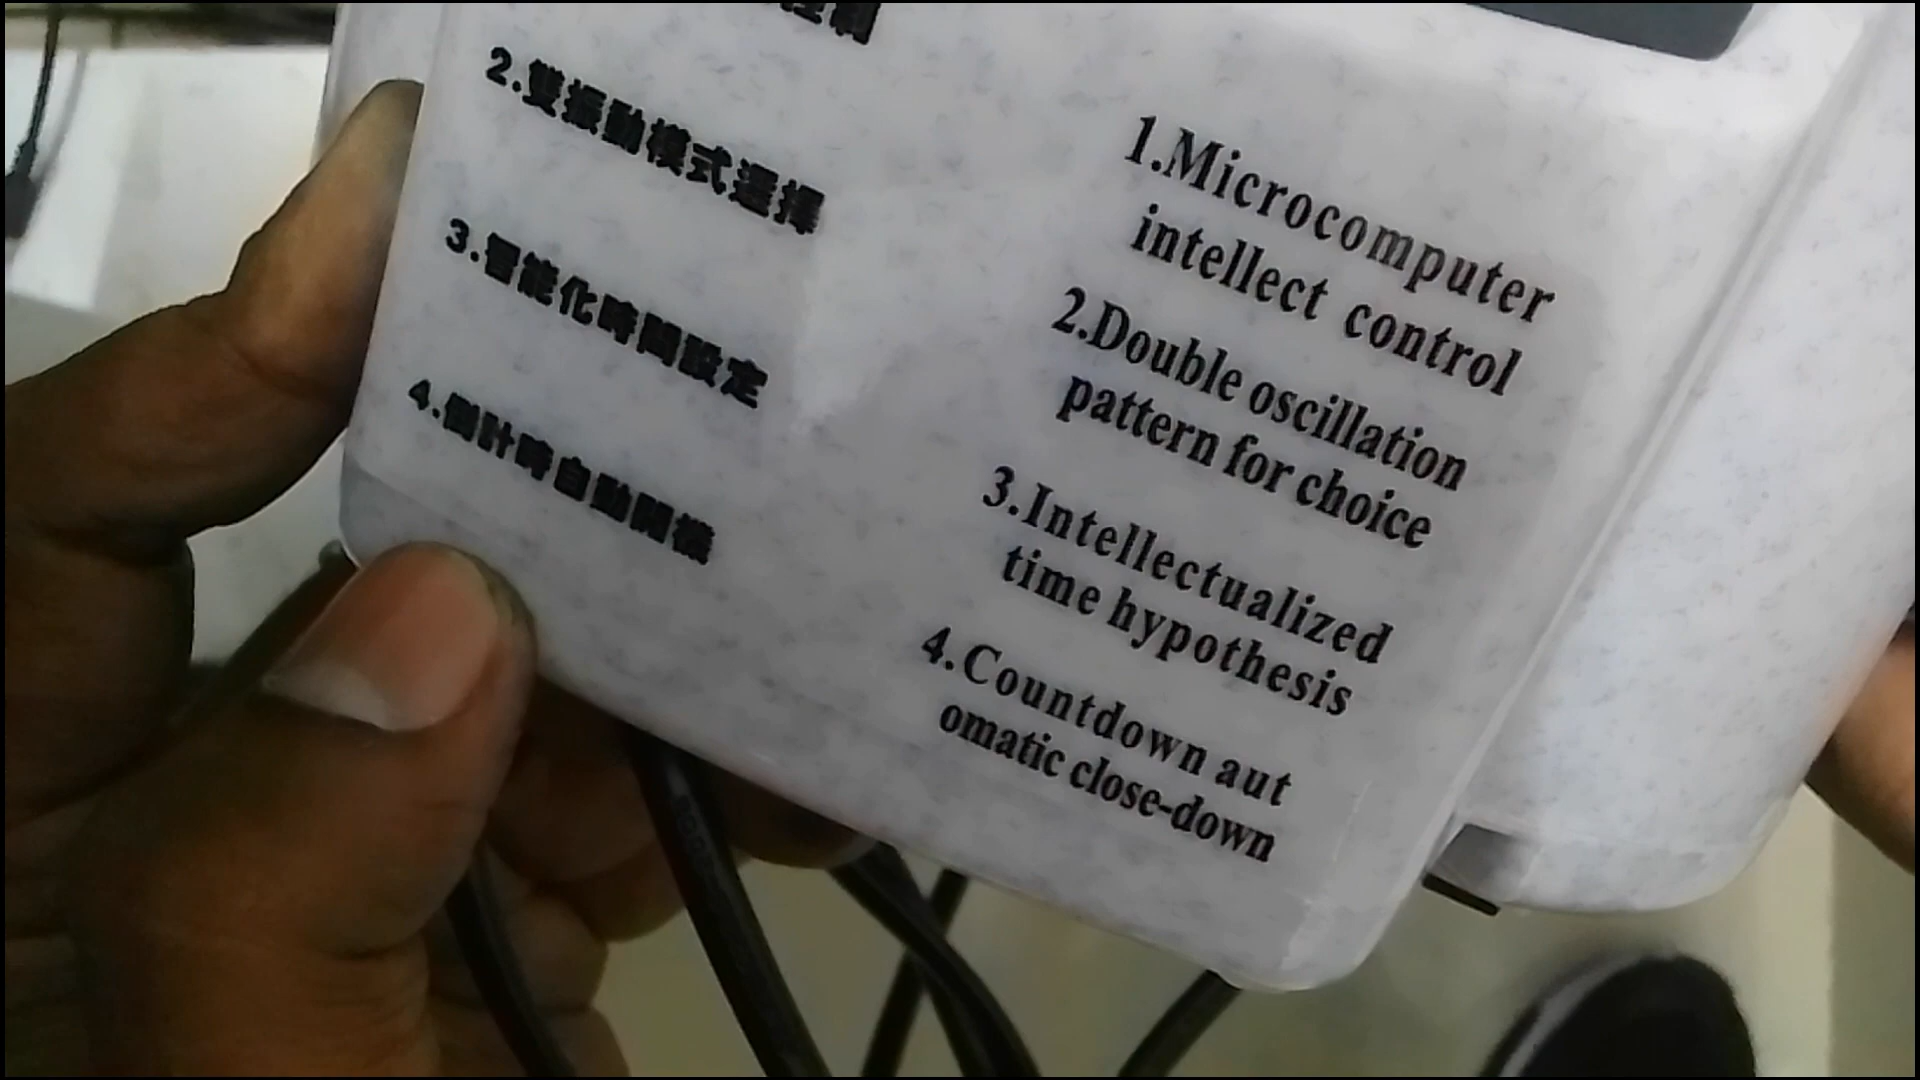 控制
2.雙振動模式選擇
3.智能化時間設定
4.倒計時自動關機
1.Microcomputer
intellect control
2.Double oscillation
pattern for choice
3.Intellectualized
time hypothesis
4.Countdown aut
omatic close-down